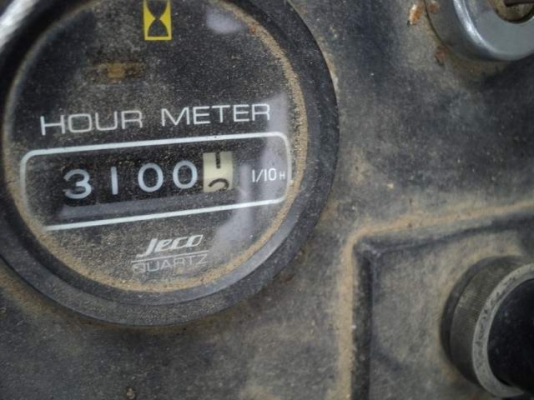 HOUR METER
3100 1/10H
Jeco
QUARTZ